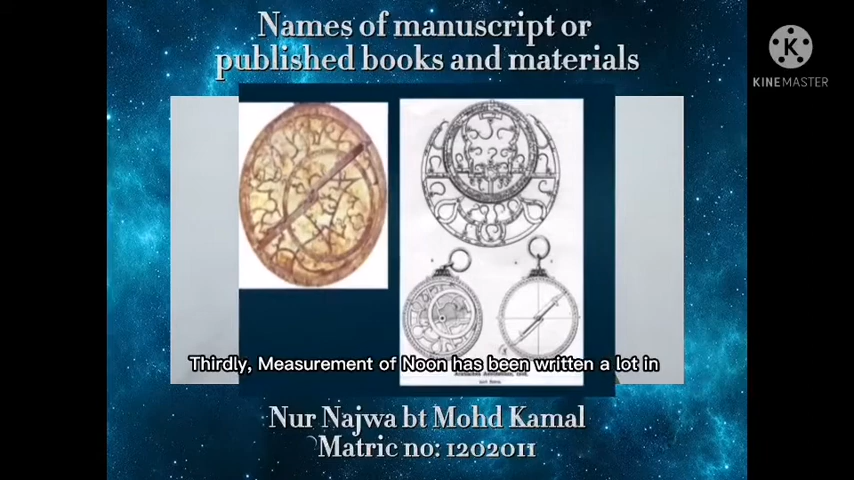 Names of manuscript or
published books and materials
K
KINEMASTER
Thirdly, Measurement of Noon has been written a lot in
Nur Najwa bt Mohd Kamal
Matric no: 1202011